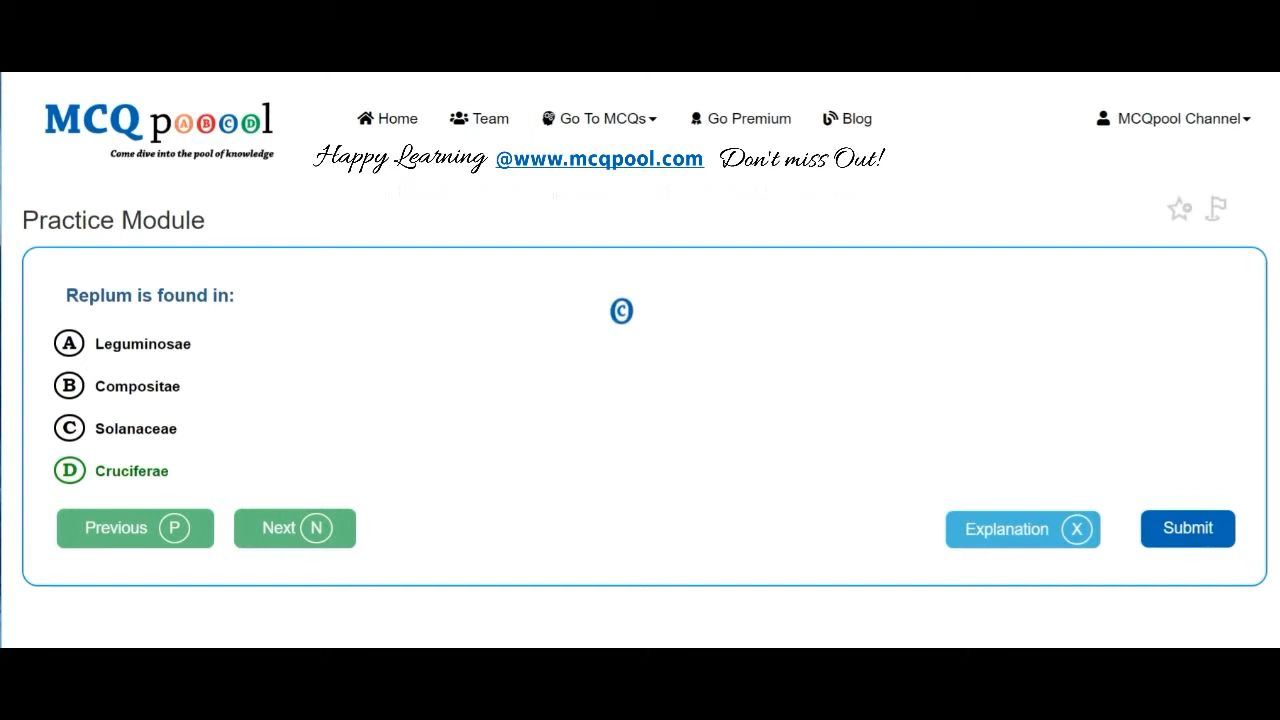 MCQ pABCDl
Come dive into the pool of knowledge
Home Team Go To MCQs Go Premium Blog MCQpool Channel
Happy Learning @www.mcqpool.com Don't miss Out!
Practice Module
Replum is found in:
C
A Leguminosae
B Compositae
C Solanaceae
D Cruciferae
Previous P Next N Explanation X Submit